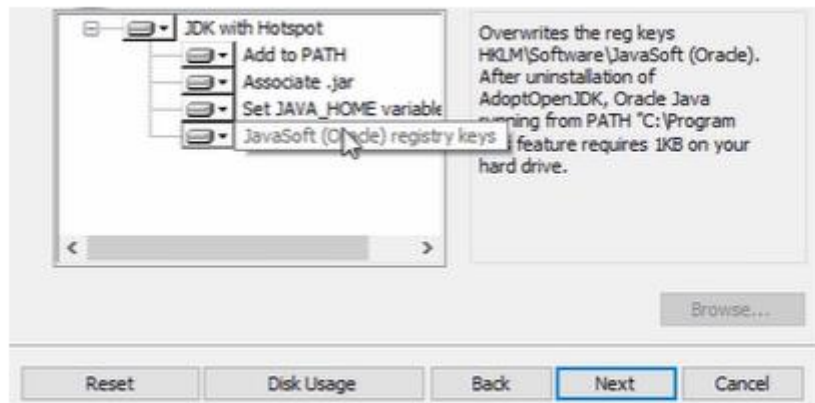 JDK with Hotspot
Add to PATH
Associate .jar
Set JAVA_HOME variable
JavaSoft (Oracle) registry keys
Overwrites the reg keys
HKLM\Software\JavaSoft (Oracle).
After uninstallation of
AdoptOpenJDK, Oracle Java
running from PATH "C:\Program
feature requires 1KB on your
hard drive.
Browse...
Reset
Disk Usage
Back
Next
Cancel